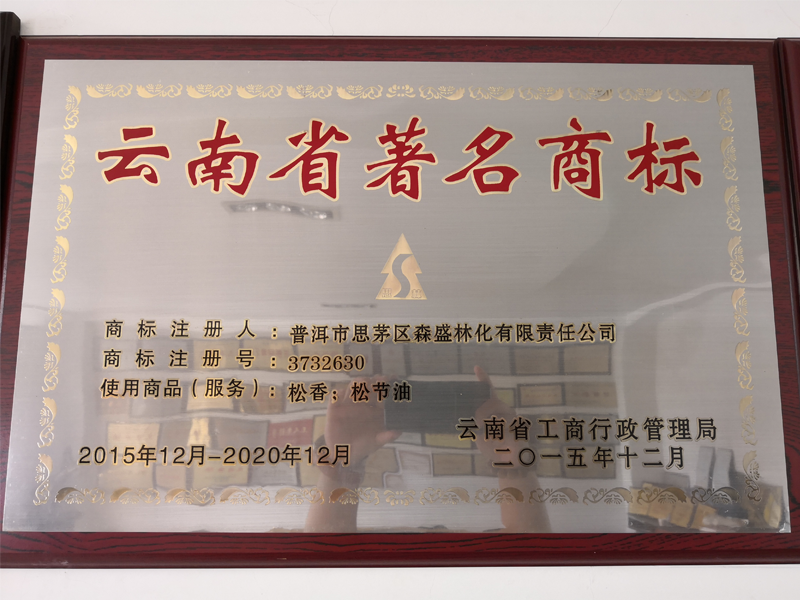 云南省著名商标
商标注册人：普洱市思茅区森盛林化有限责任公司
商标注册号：3732630
使用商品（服务）：松香；松节油
云南省工商行政管理局
2015年12月-2020年12月
二〇一五年十二月